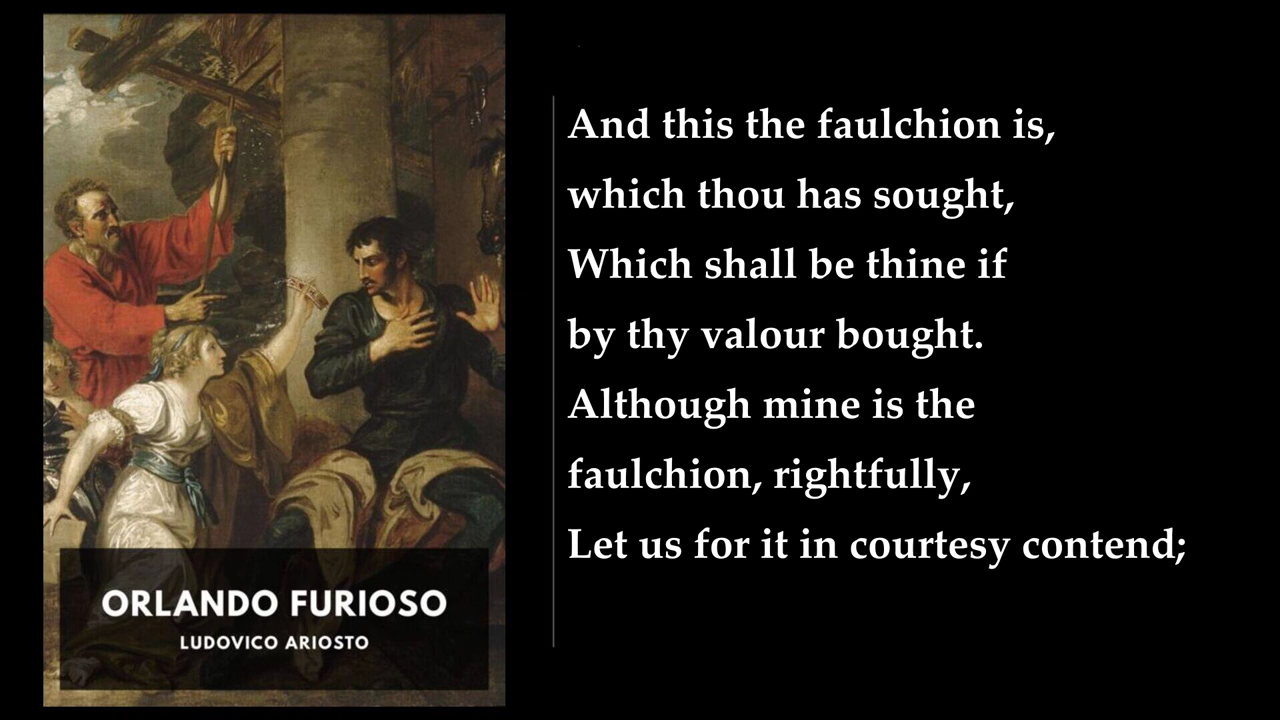 ORLANDO FURIOSO
LUDOVICO ARIOSTO
And this the faulchion is,
which thou has sought,
Which shall be thine if
by thy valour bought.
Although mine is the
faulchion, rightfully,
Let us for it in courtesy contend;